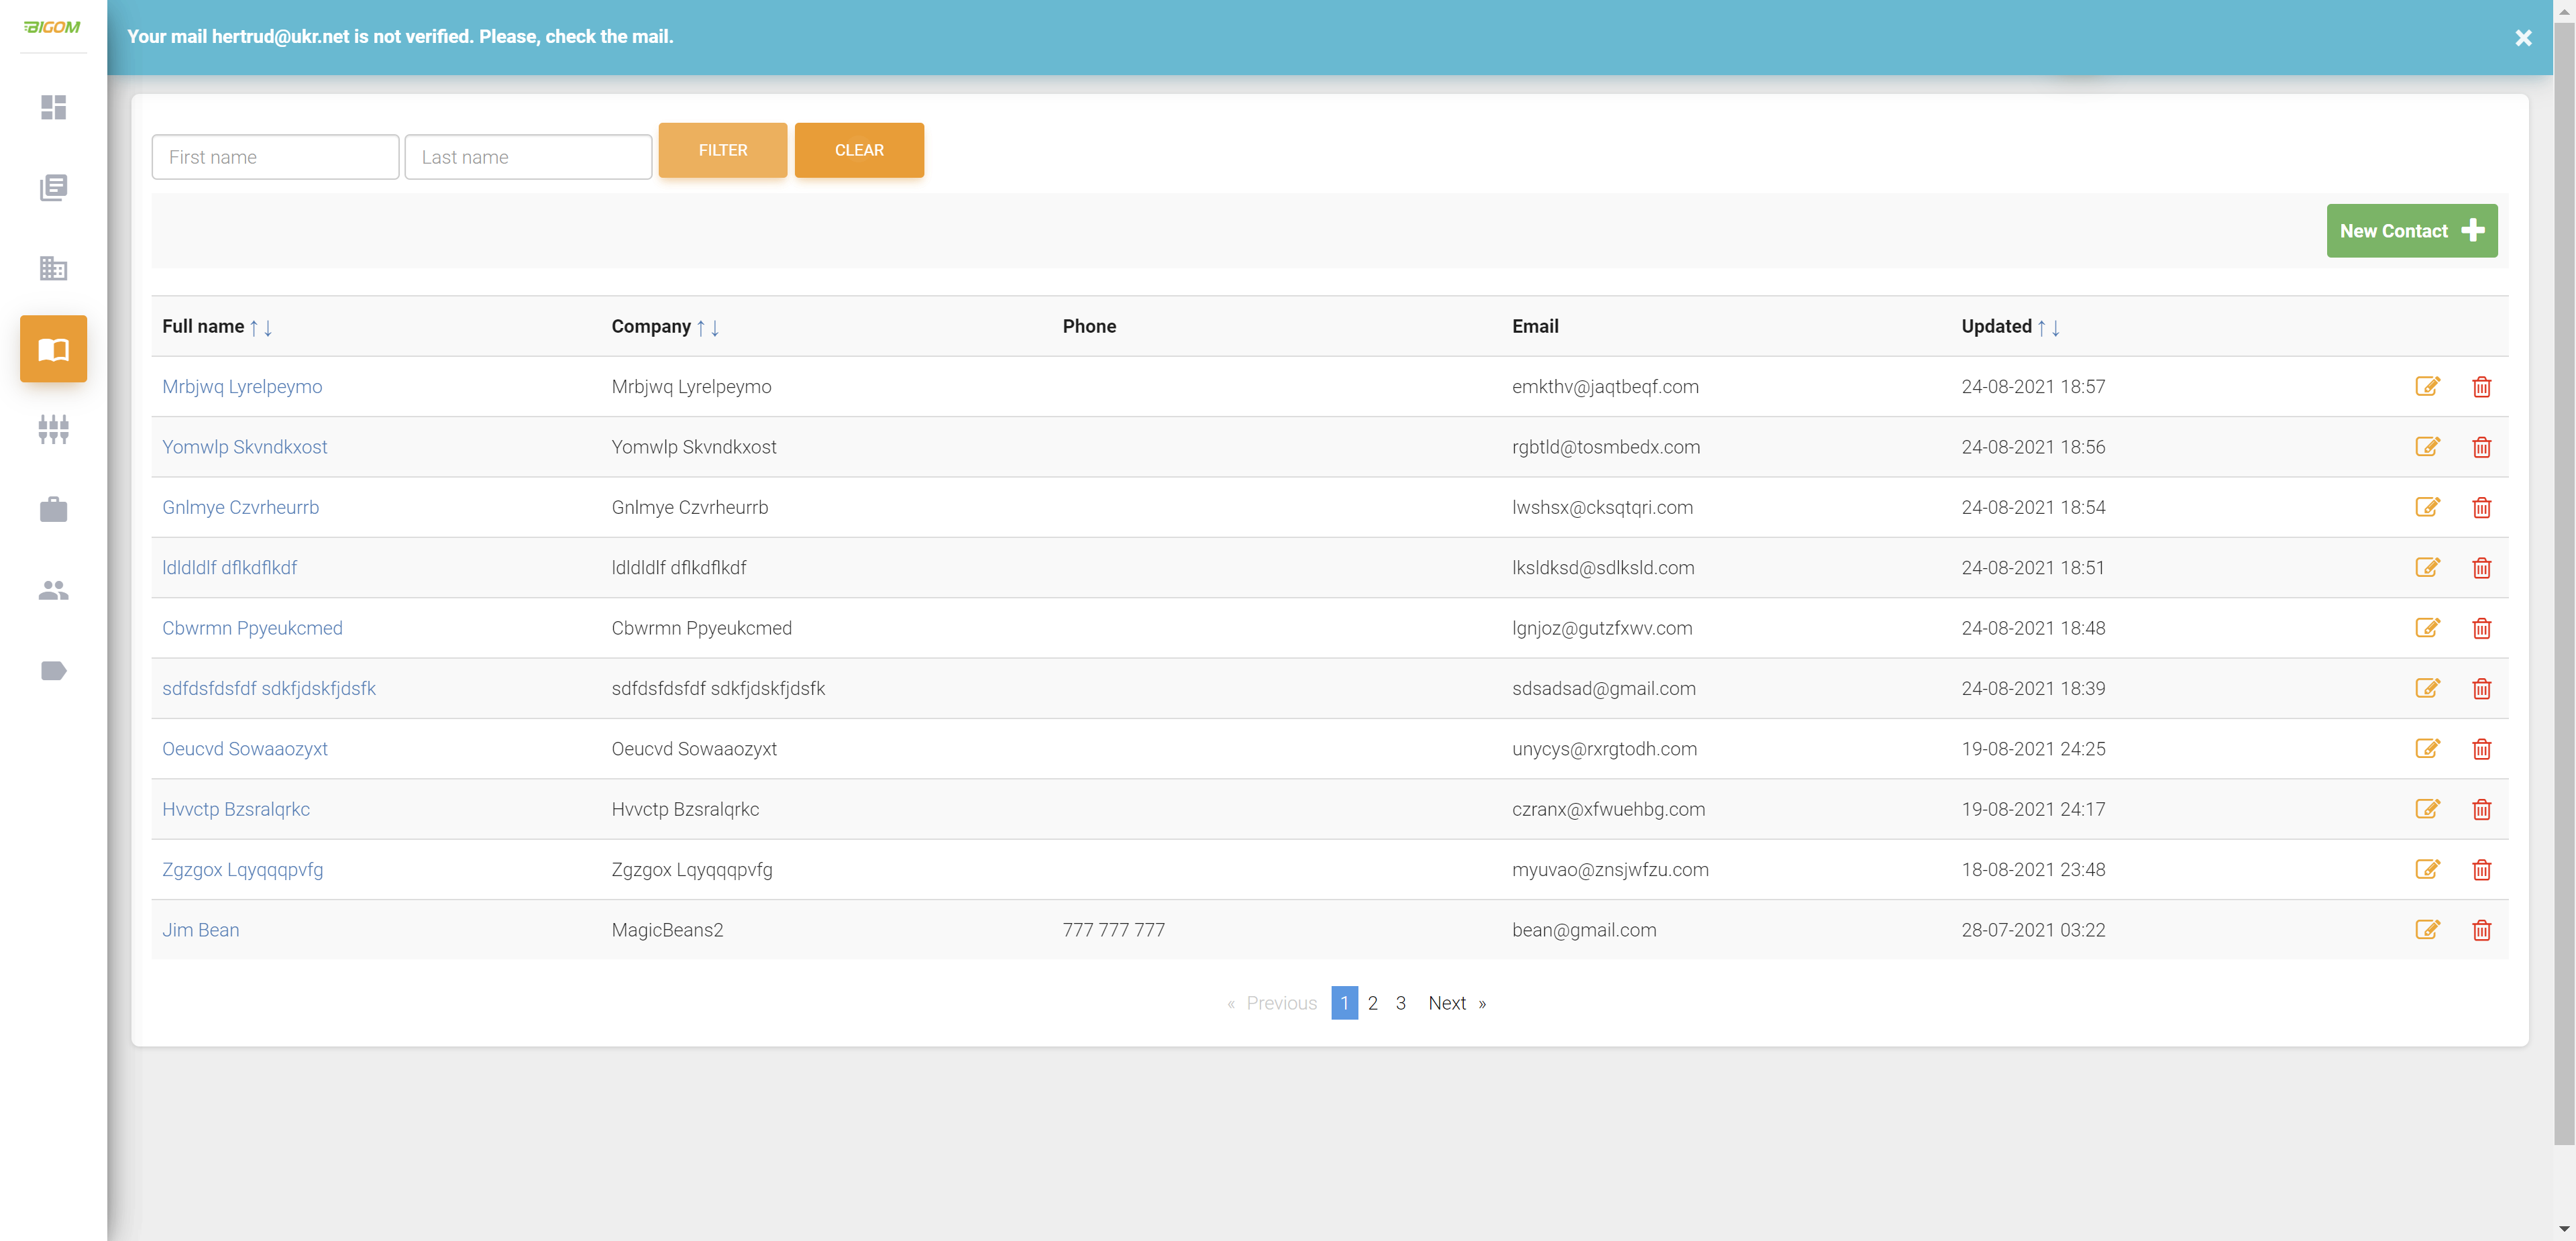 BIGOM
Your mail hertrud@ukr.net is not verified. Please, check the mail.
First name Last name FILTER CLEAR
New Contact
Full name ↑↓ Company ↑↓ Phone Email Updated ↑↓
Mrbjwq Lyrelpeymo Mrbjwq Lyrelpeymo emkthv@jaqtbeqf.com 24-08-2021 18:57
Yomwlp Skvndkxost Yomwlp Skvndkxost rgbtld@tosmbedx.com 24-08-2021 18:56
Gnlmye Czvrheurrb Gnlmye Czvrheurrb lwshsx@cksqtqri.com 24-08-2021 18:54
ldldldlf dflkdflkdf ldldldlf dflkdflkdf lksldksd@sdlksld.com 24-08-2021 18:51
Cbwrmn Ppyeukcmed Cbwrmn Ppyeukcmed lgnjoz@gutzfxwv.com 24-08-2021 18:48
sdfdsfdsfdf sdkfjdskfjdsfk sdfdsfdsfdf sdkfjdskfjdsfk sdsadsad@gmail.com 24-08-2021 18:39
Oeucvd Sowaaozyxt Oeucvd Sowaaozyxt unycys@rxrgtodh.com 19-08-2021 24:25
Hvvctp Bzsralqrkc Hvvctp Bzsralqrkc czranx@xfwuehbg.com 19-08-2021 24:17
Zgzgox Lqyqqqpvfg Zgzgox Lqyqqqpvfg myuvao@znsjwfzu.com 18-08-2021 23:48
Jim Bean MagicBeans2 777 777 777 bean@gmail.com 28-07-2021 03:22
« Previous 1 2 3 Next »